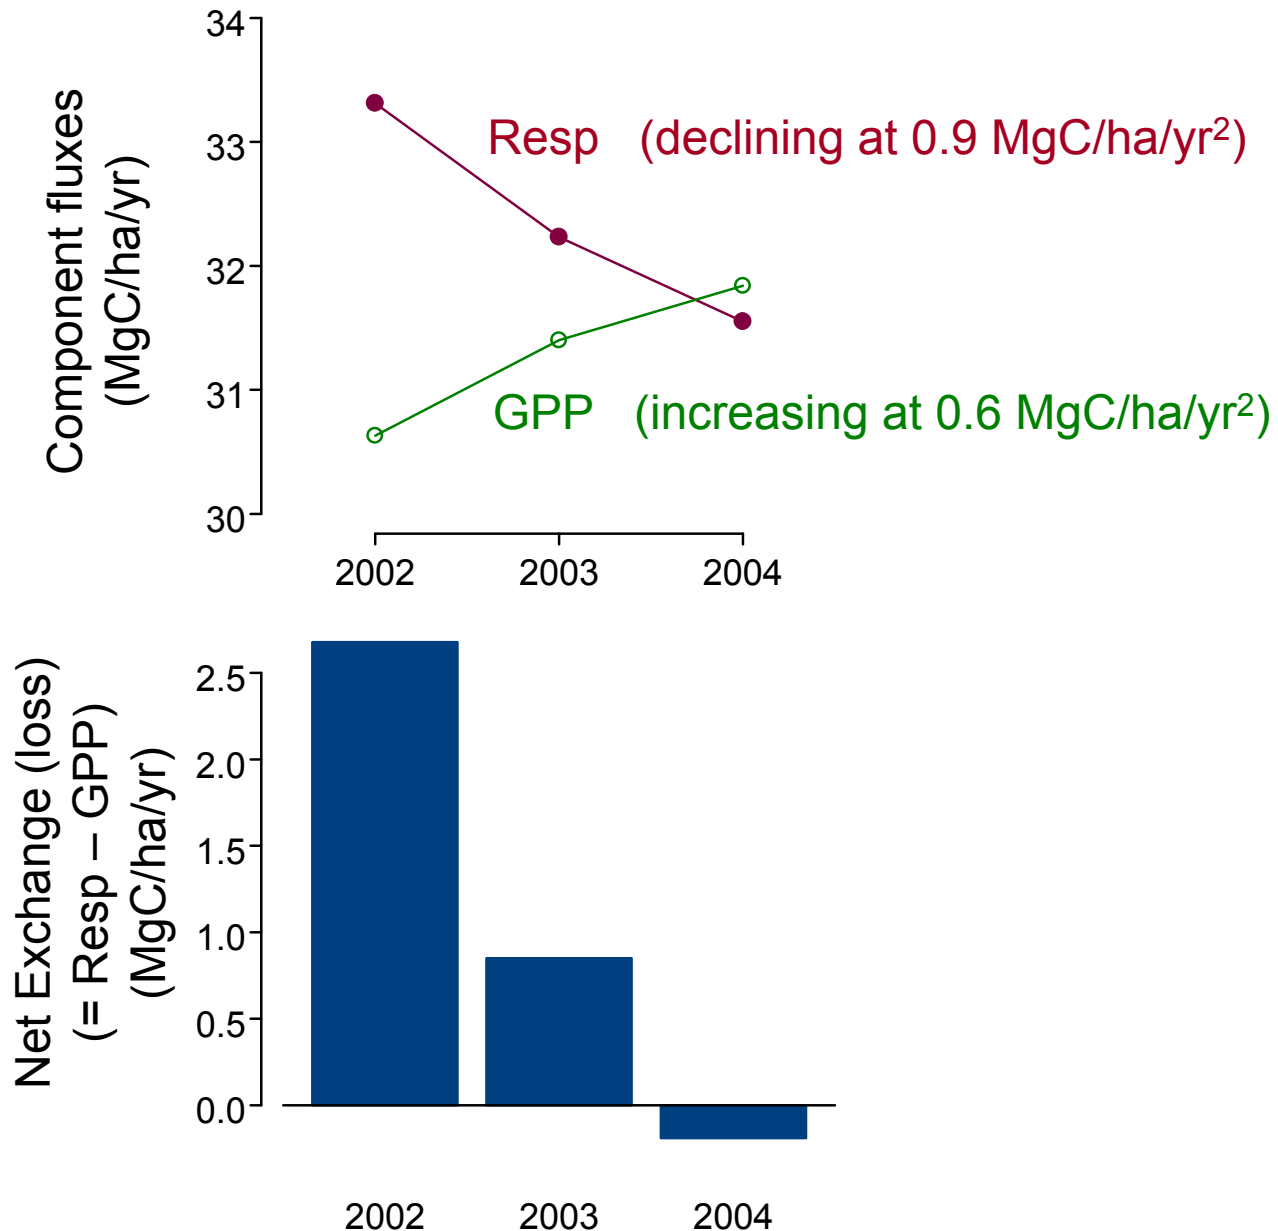 Component fluxes
(MgC/ha/yr)
34
33
32
31
30
Resp (declining at 0.9 MgC/ha/yr²)
GPP (increasing at 0.6 MgC/ha/yr²)
2002 2003 2004
Net Exchange (loss)
(= Resp – GPP)
(MgC/ha/yr)
2.5
2.0
1.5
1.0
0.5
0.0
2002 2003 2004